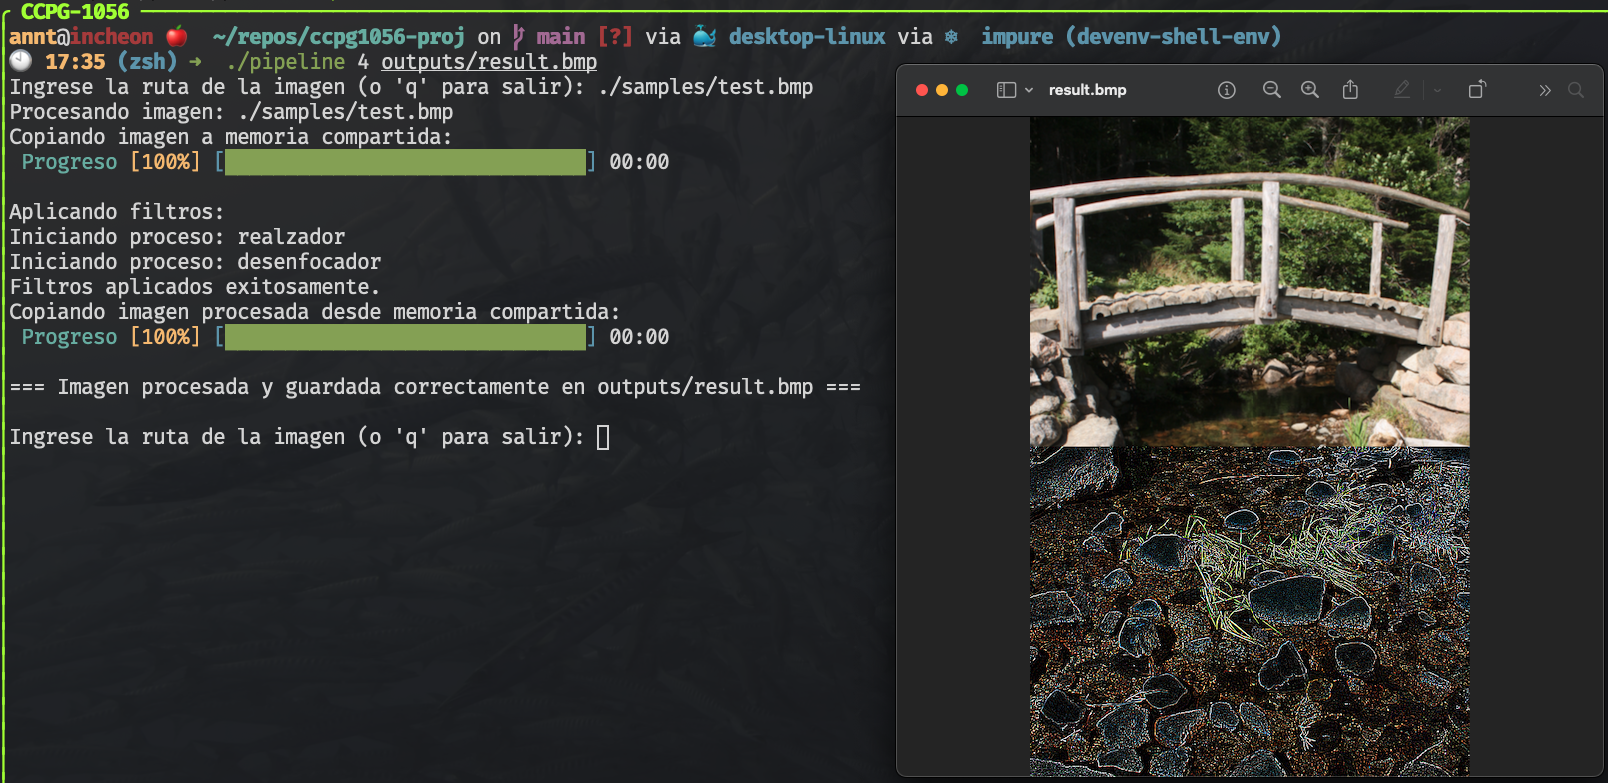 CCPG-1056
annt@incheon ~/repos/ccpg1056-proj on main [?] via desktop-linux via impure (devenv-shell-env)
17:35 (zsh) → ./pipeline 4 outputs/result.bmp
Ingrese la ruta de la imagen (o 'q' para salir): ./samples/test.bmp
Procesando imagen: ./samples/test.bmp
Copiando imagen a memoria compartida:
Progreso [100%] [ ] 00:00
Aplicando filtros:
Iniciando proceso: realzador
Iniciando proceso: desenfocador
Filtros aplicados exitosamente.
Copiando imagen procesada desde memoria compartida:
Progreso [100%] [ ] 00:00
=== Imagen procesada y guardada correctamente en outputs/result.bmp ===
Ingrese la ruta de la imagen (o 'q' para salir):
result.bmp